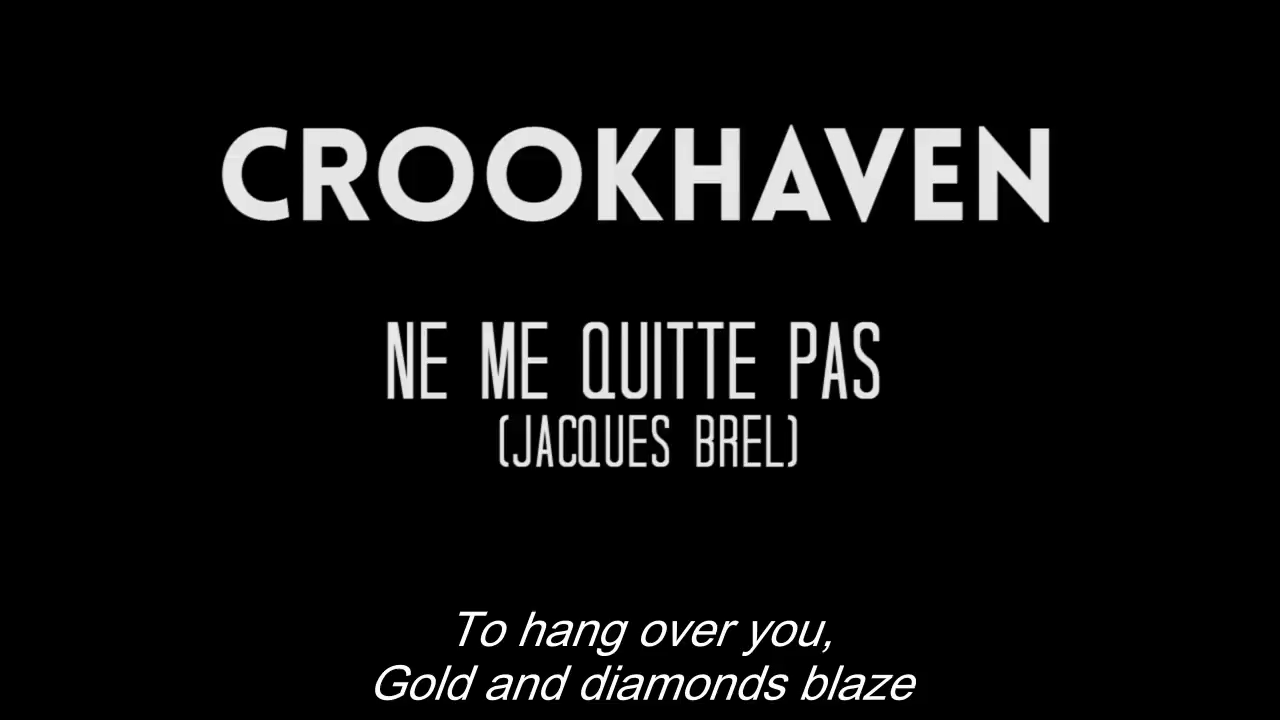 CROOKHAVEN
NE ME QUITTE PAS
(JACQUES BREL)
To hang over you,
Gold and diamonds blaze